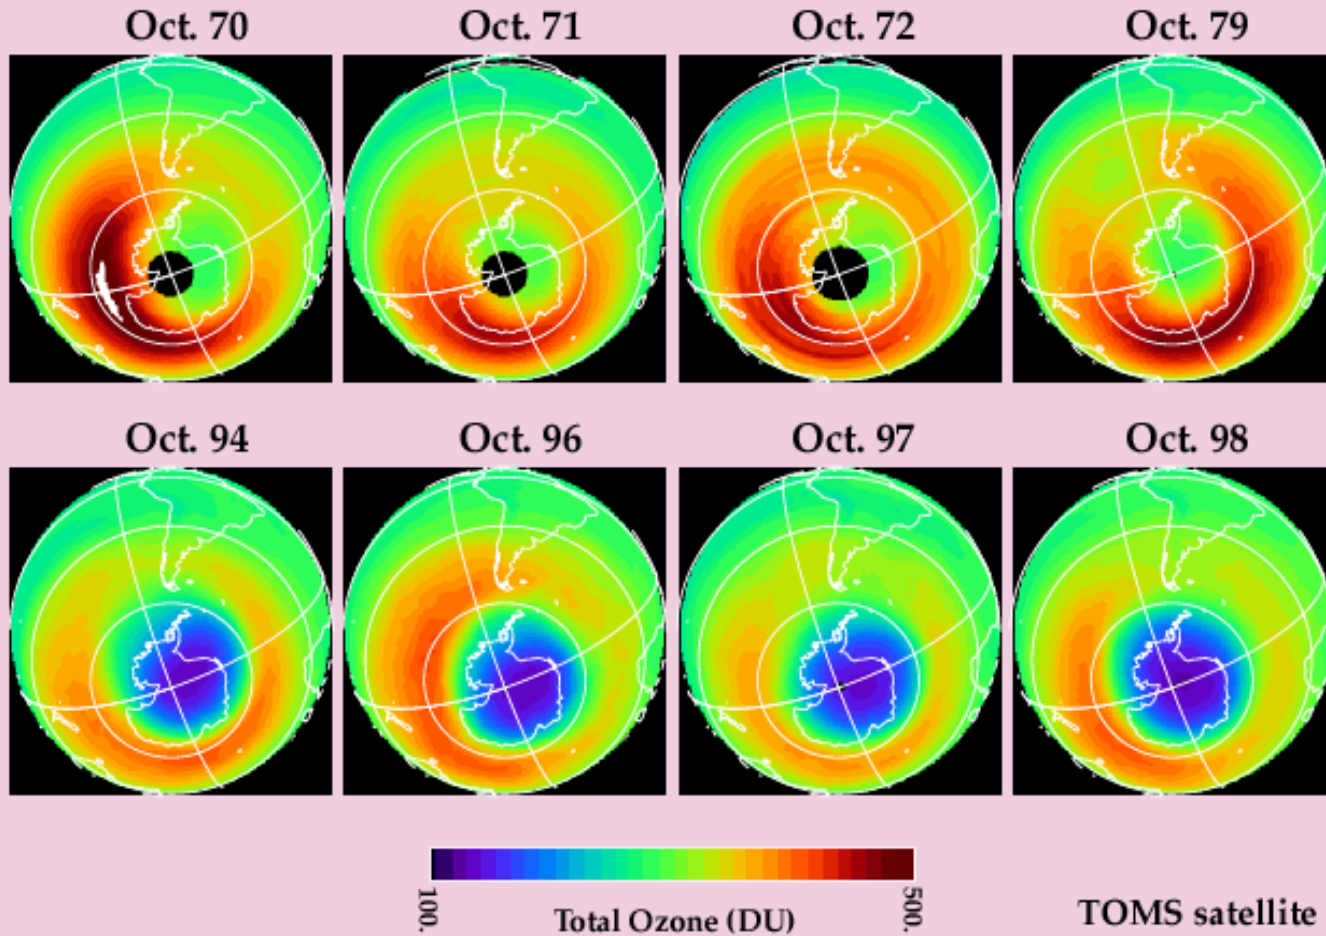 Oct. 70
Oct. 71
Oct. 72
Oct. 79
Oct. 94
Oct. 96
Oct. 97
Oct. 98
100.
500.
Total Ozone (DU)
TOMS satellite